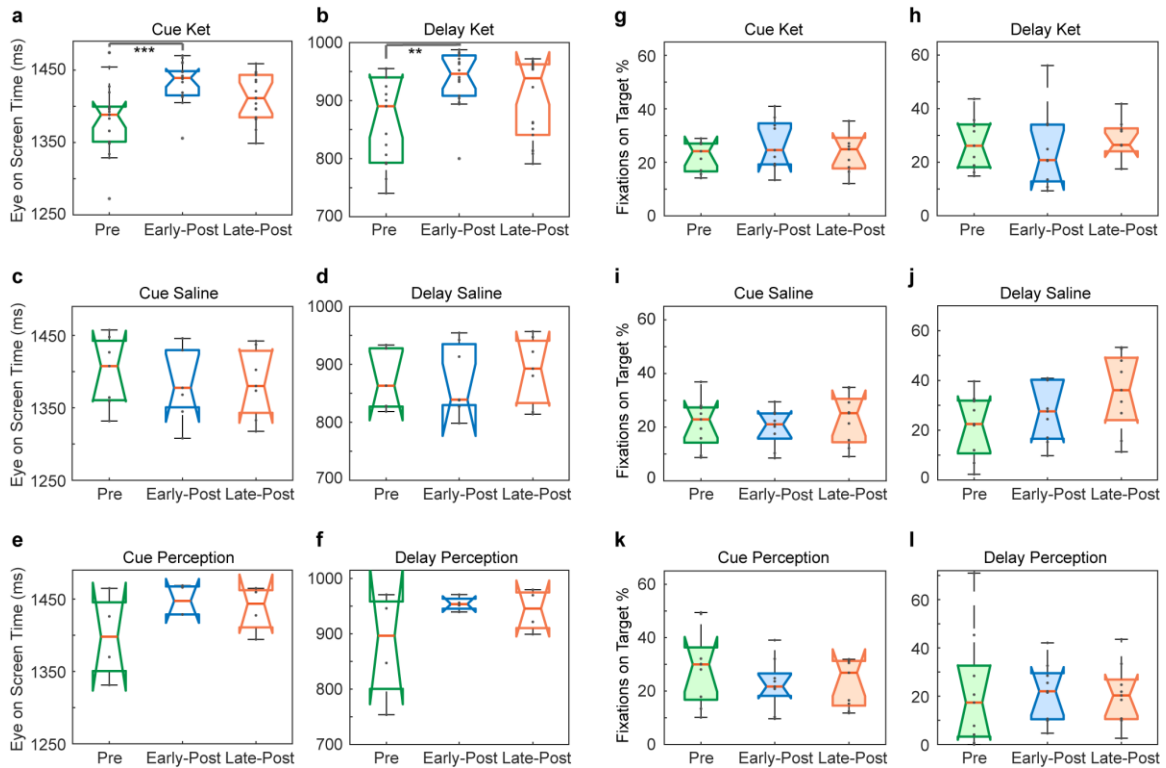 a
Cue Ket
Eye on Screen Time (ms)
1450
1350
1250
***
Pre Early-Post Late-Post
b
Delay Ket
1000
900
800
700
**
Pre Early-Post Late-Post
g
Cue Ket
Fixations on Target %
60
40
20
0
Pre Early-Post Late-Post
h
Delay Ket
60
40
20
0
Pre Early-Post Late-Post
c
Cue Saline
Eye on Screen Time (ms)
1450
1350
1250
Pre Early-Post Late-Post
d
Delay Saline
1000
900
800
700
Pre Early-Post Late-Post
i
Cue Saline
Fixations on Target %
60
40
20
0
Pre Early-Post Late-Post
j
Delay Saline
60
40
20
0
Pre Early-Post Late-Post
e
Cue Perception
Eye on Screen Time (ms)
1450
1350
1250
Pre Early-Post Late-Post
f
Delay Perception
1000
900
800
700
Pre Early-Post Late-Post
k
Cue Perception
Fixations on Target %
60
40
20
0
Pre Early-Post Late-Post
l
Delay Perception
60
40
20
0
Pre Early-Post Late-Post